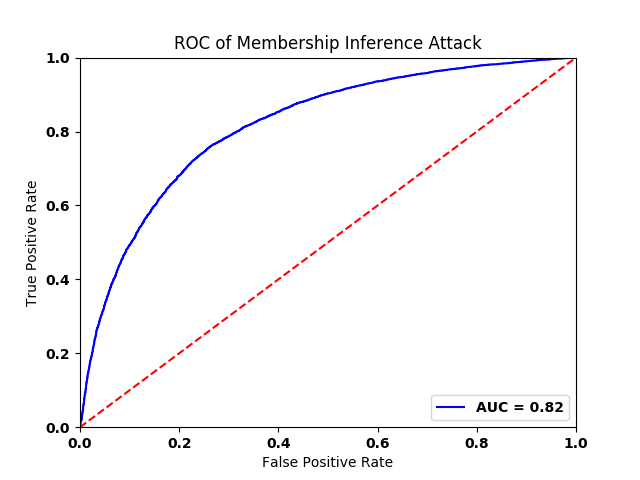 ROC of Membership Inference Attack
1.0
0.8
0.6
0.4
0.2
0.0
True Positive Rate
AUC = 0.82
0.0 0.2 0.4 0.6 0.8 1.0
False Positive Rate